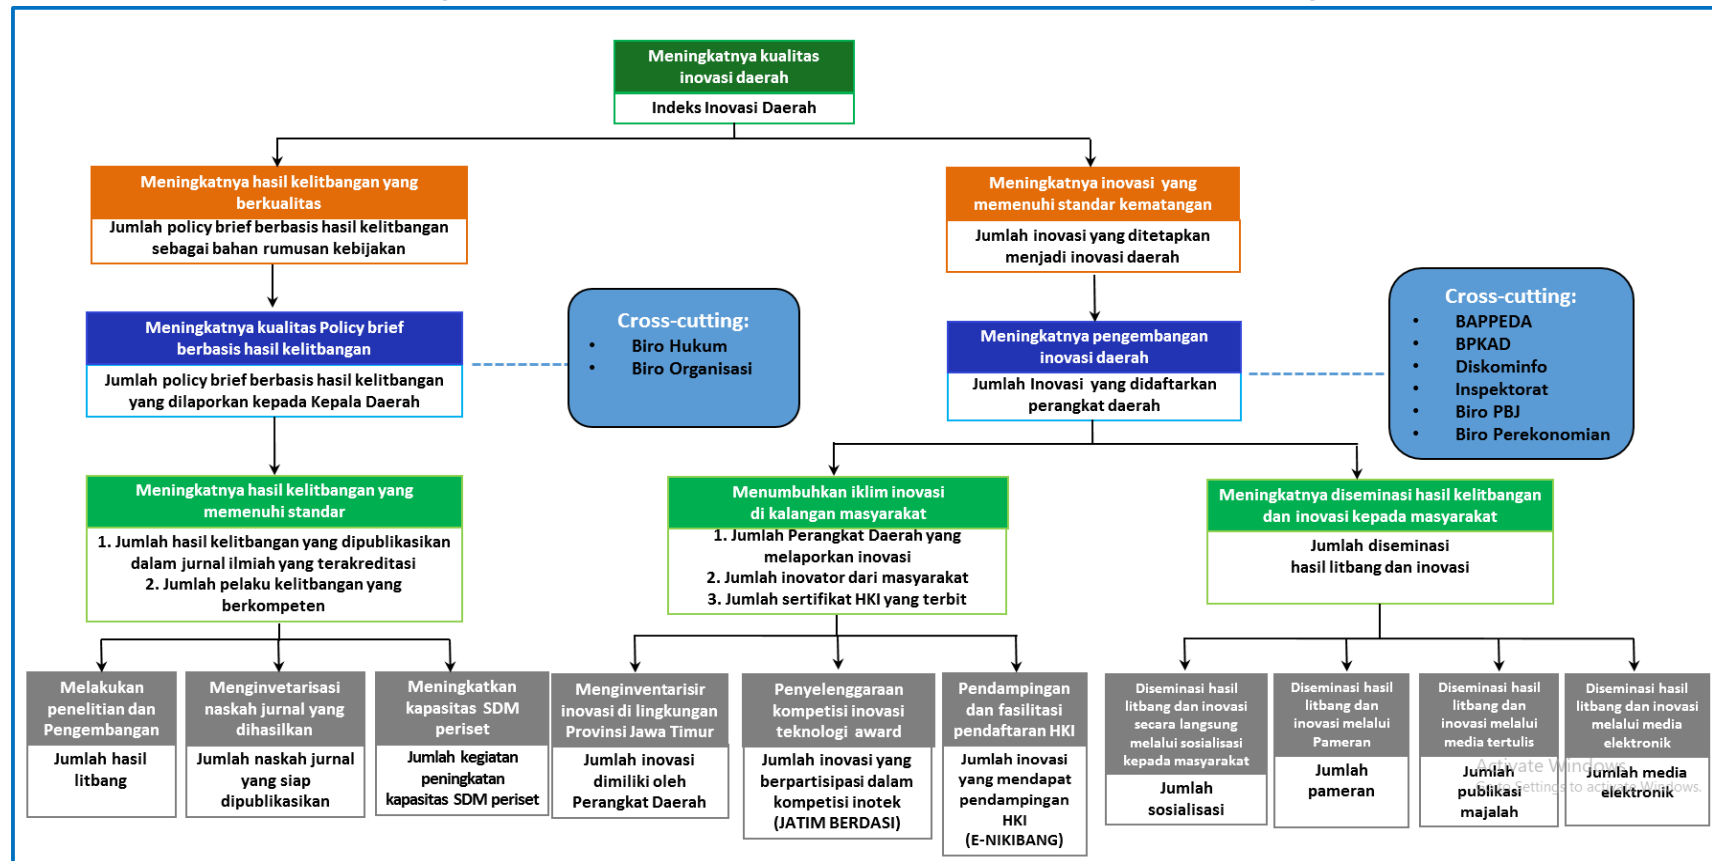 Meningkatnya kualitas
inovasi daerah
Indeks Inovasi Daerah
Meningkatnya hasil kelitbangan yang
berkualitas
Jumlah policy brief berbasis hasil kelitbangan
sebagai bahan rumusan kebijakan
Meningkatnya inovasi yang
memenuhi standar kematangan
Jumlah inovasi yang ditetapkan
menjadi inovasi daerah
Meningkatnya kualitas Policy brief
berbasis hasil kelitbangan
Jumlah policy brief berbasis hasil kelitbangan
yang dilaporkan kepada Kepala Daerah
Cross-cutting:
• Biro Hukum
• Biro Organisasi
Meningkatnya pengembangan
inovasi daerah
Jumlah Inovasi yang didaftarkan
perangkat daerah
Cross-cutting:
• BAPPEDA
• BPKAD
• Diskominfo
• Inspektorat
• Biro PBJ
• Biro Perekonomian
Meningkatnya hasil kelitbangan yang
memenuhi standar
1. Jumlah hasil kelitbangan yang dipublikasikan
dalam jurnal ilmiah yang terakreditasi
2. Jumlah pelaku kelitbangan yang
berkompeten
Menumbuhkan iklim inovasi
di kalangan masyarakat
1. Jumlah Perangkat Daerah yang
melaporkan inovasi
2. Jumlah inovator dari masyarakat
3. Jumlah sertifikat HKI yang terbit
Meningkatnya diseminasi hasil kelitbangan
dan inovasi kepada masyarakat
Jumlah diseminasi
hasil litbang dan inovasi
Melakukan
penelitian dan
Pengembangan
Jumlah hasil
litbang
Menginvetarisasi
naskah jurnal yang
dihasilkan
Jumlah naskah jurnal
yang siap
dipublikasikan
Meningkatkan
kapasitas SDM
periset
Jumlah kegiatan
peningkatan
kapasitas SDM periset
Menginventarisir
inovasi di lingkungan
Provinsi Jawa Timur
Jumlah inovasi
dimiliki oleh
Perangkat Daerah
Penyelenggaraan
kompetisi inovasi
teknologi award
Jumlah inovasi yang
berpartisipasi dalam
kompetisi inotek
(JATIM BERDASI)
Pendampingan
dan fasilitasi
pendaftaran HKI
Jumlah inovasi
yang mendapat
pendampingan
HKI
(E-NIKIBANG)
Diseminasi hasil
litbang dan inovasi
secara langsung
melalui sosialisasi
kepada masyarakat
Jumlah
sosialisasi
Diseminasi hasil
litbang dan
inovasi melalui
Pameran
Jumlah
pameran
Diseminasi hasil
litbang dan
inovasi melalui
media tertulis
Jumlah
publikasi
majalah
Diseminasi hasil
litbang dan inovasi
melalui media
elektronik
Jumlah media
elektronik
Activate Windows
Go to Settings to activate Windows.